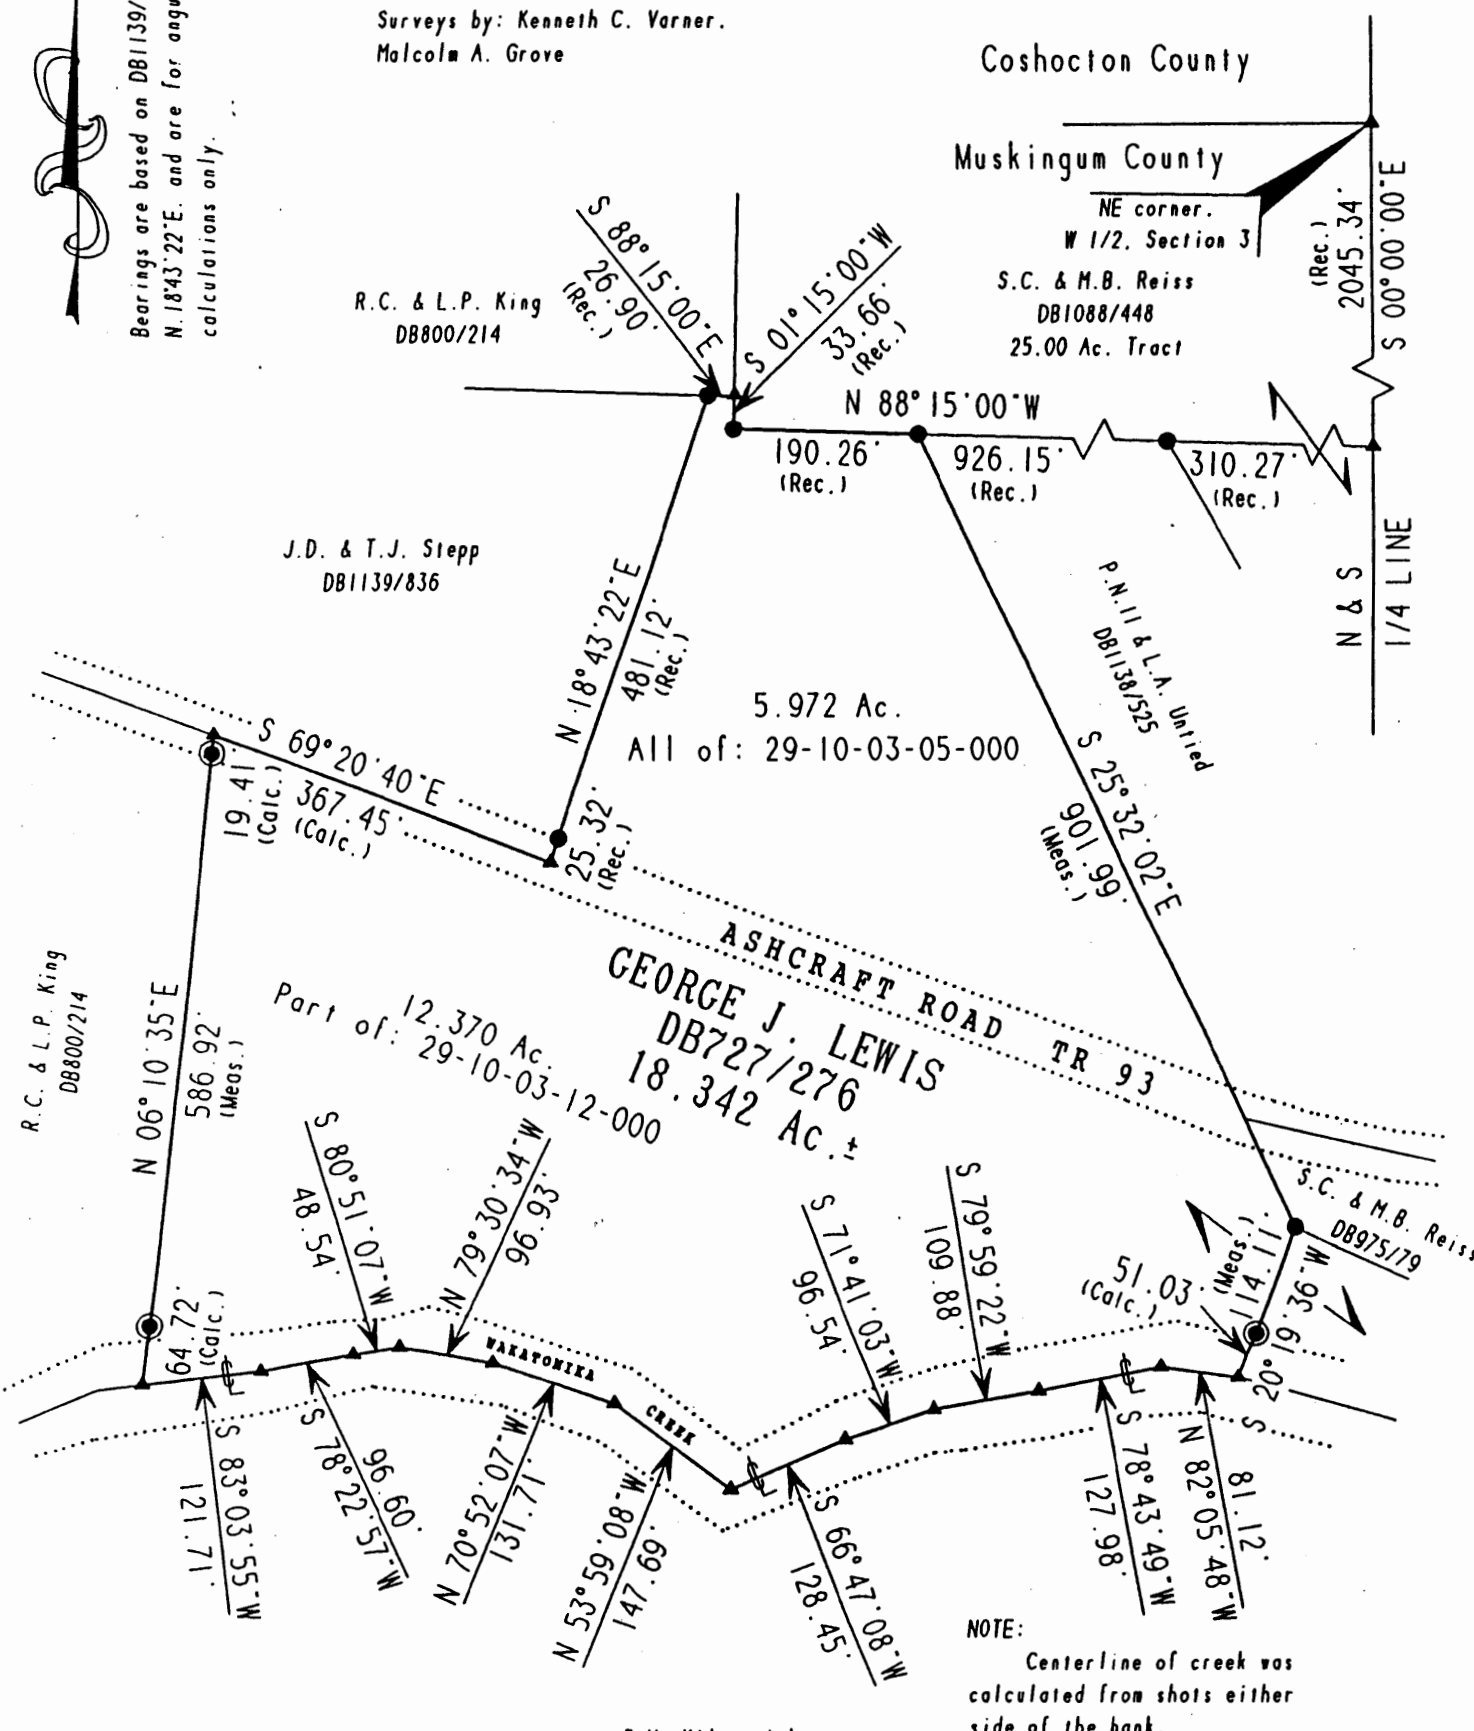 Surveys by: Kenneth C. Varner.
Malcolm A. Grove
Bearings are based on DB1139/
N.18°43'22"E. and are for angu
calculations only.
Coshocton County
Muskingum County
NE corner.
W 1/2, Section 3
S.C. & M.B. Reiss
DB1088/448
25.00 Ac. Tract
(Rec.)
2045.34'
S 00°00'00"E
R.C. & L.P. King
DB800/214
S 88°15'00"E
26.90'
(Rec.)
S 01°15'00"W
33.66'
(Rec.)
N 88°15'00"W
190.26'
(Rec.)
926.15'
(Rec.)
310.27'
(Rec.)
N & S
1/4 LINE
J.D. & T.J. Stepp
DB1139/836
N 18°43'22"E
481.12'
(Rec.)
P.N.II & L.A. Untied
DB1138/525
5.972 Ac.
All of: 29-10-03-05-000
S 25°32'02"E
901.99'
(Meas.)
S 69°20'40"E
367.45'
(Calc.)
19.41'
(Calc.)
25.32'
(Rec.)
ASHCRAFT ROAD TR 93
GEORGE J. LEWIS
DB727/276
18.342 Ac.±
12.370 Ac.
Part of: 29-10-03-12-000
R.C. & L.P. King
DB800/214
N 06°10'35"E
586.92'
(Meas.)
64.72'
(Calc.)
S 80°51'07"W
48.54'
N 79°30'34"W
96.93'
S 71°41'03"W
96.54'
S 79°59'22"W
109.88'
51.03'
(Calc.)
114.11'
(Meas.)
S 20°19'36"W
S.C. & M.B. Reiss
DB975/79
WAKATOMIKA
CREEK
S 83°03'55"W
121.71'
96.60'
S 78°22'57"W
N 70°52'07"W
131.71'
N 53°59'08"W
147.69'
S 66°47'08"W
128.45'
S 78°43'49"W
127.98'
81.12'
N 82°05'48"W
NOTE:
Centerline of creek was
calculated from shots either
side of the bank.